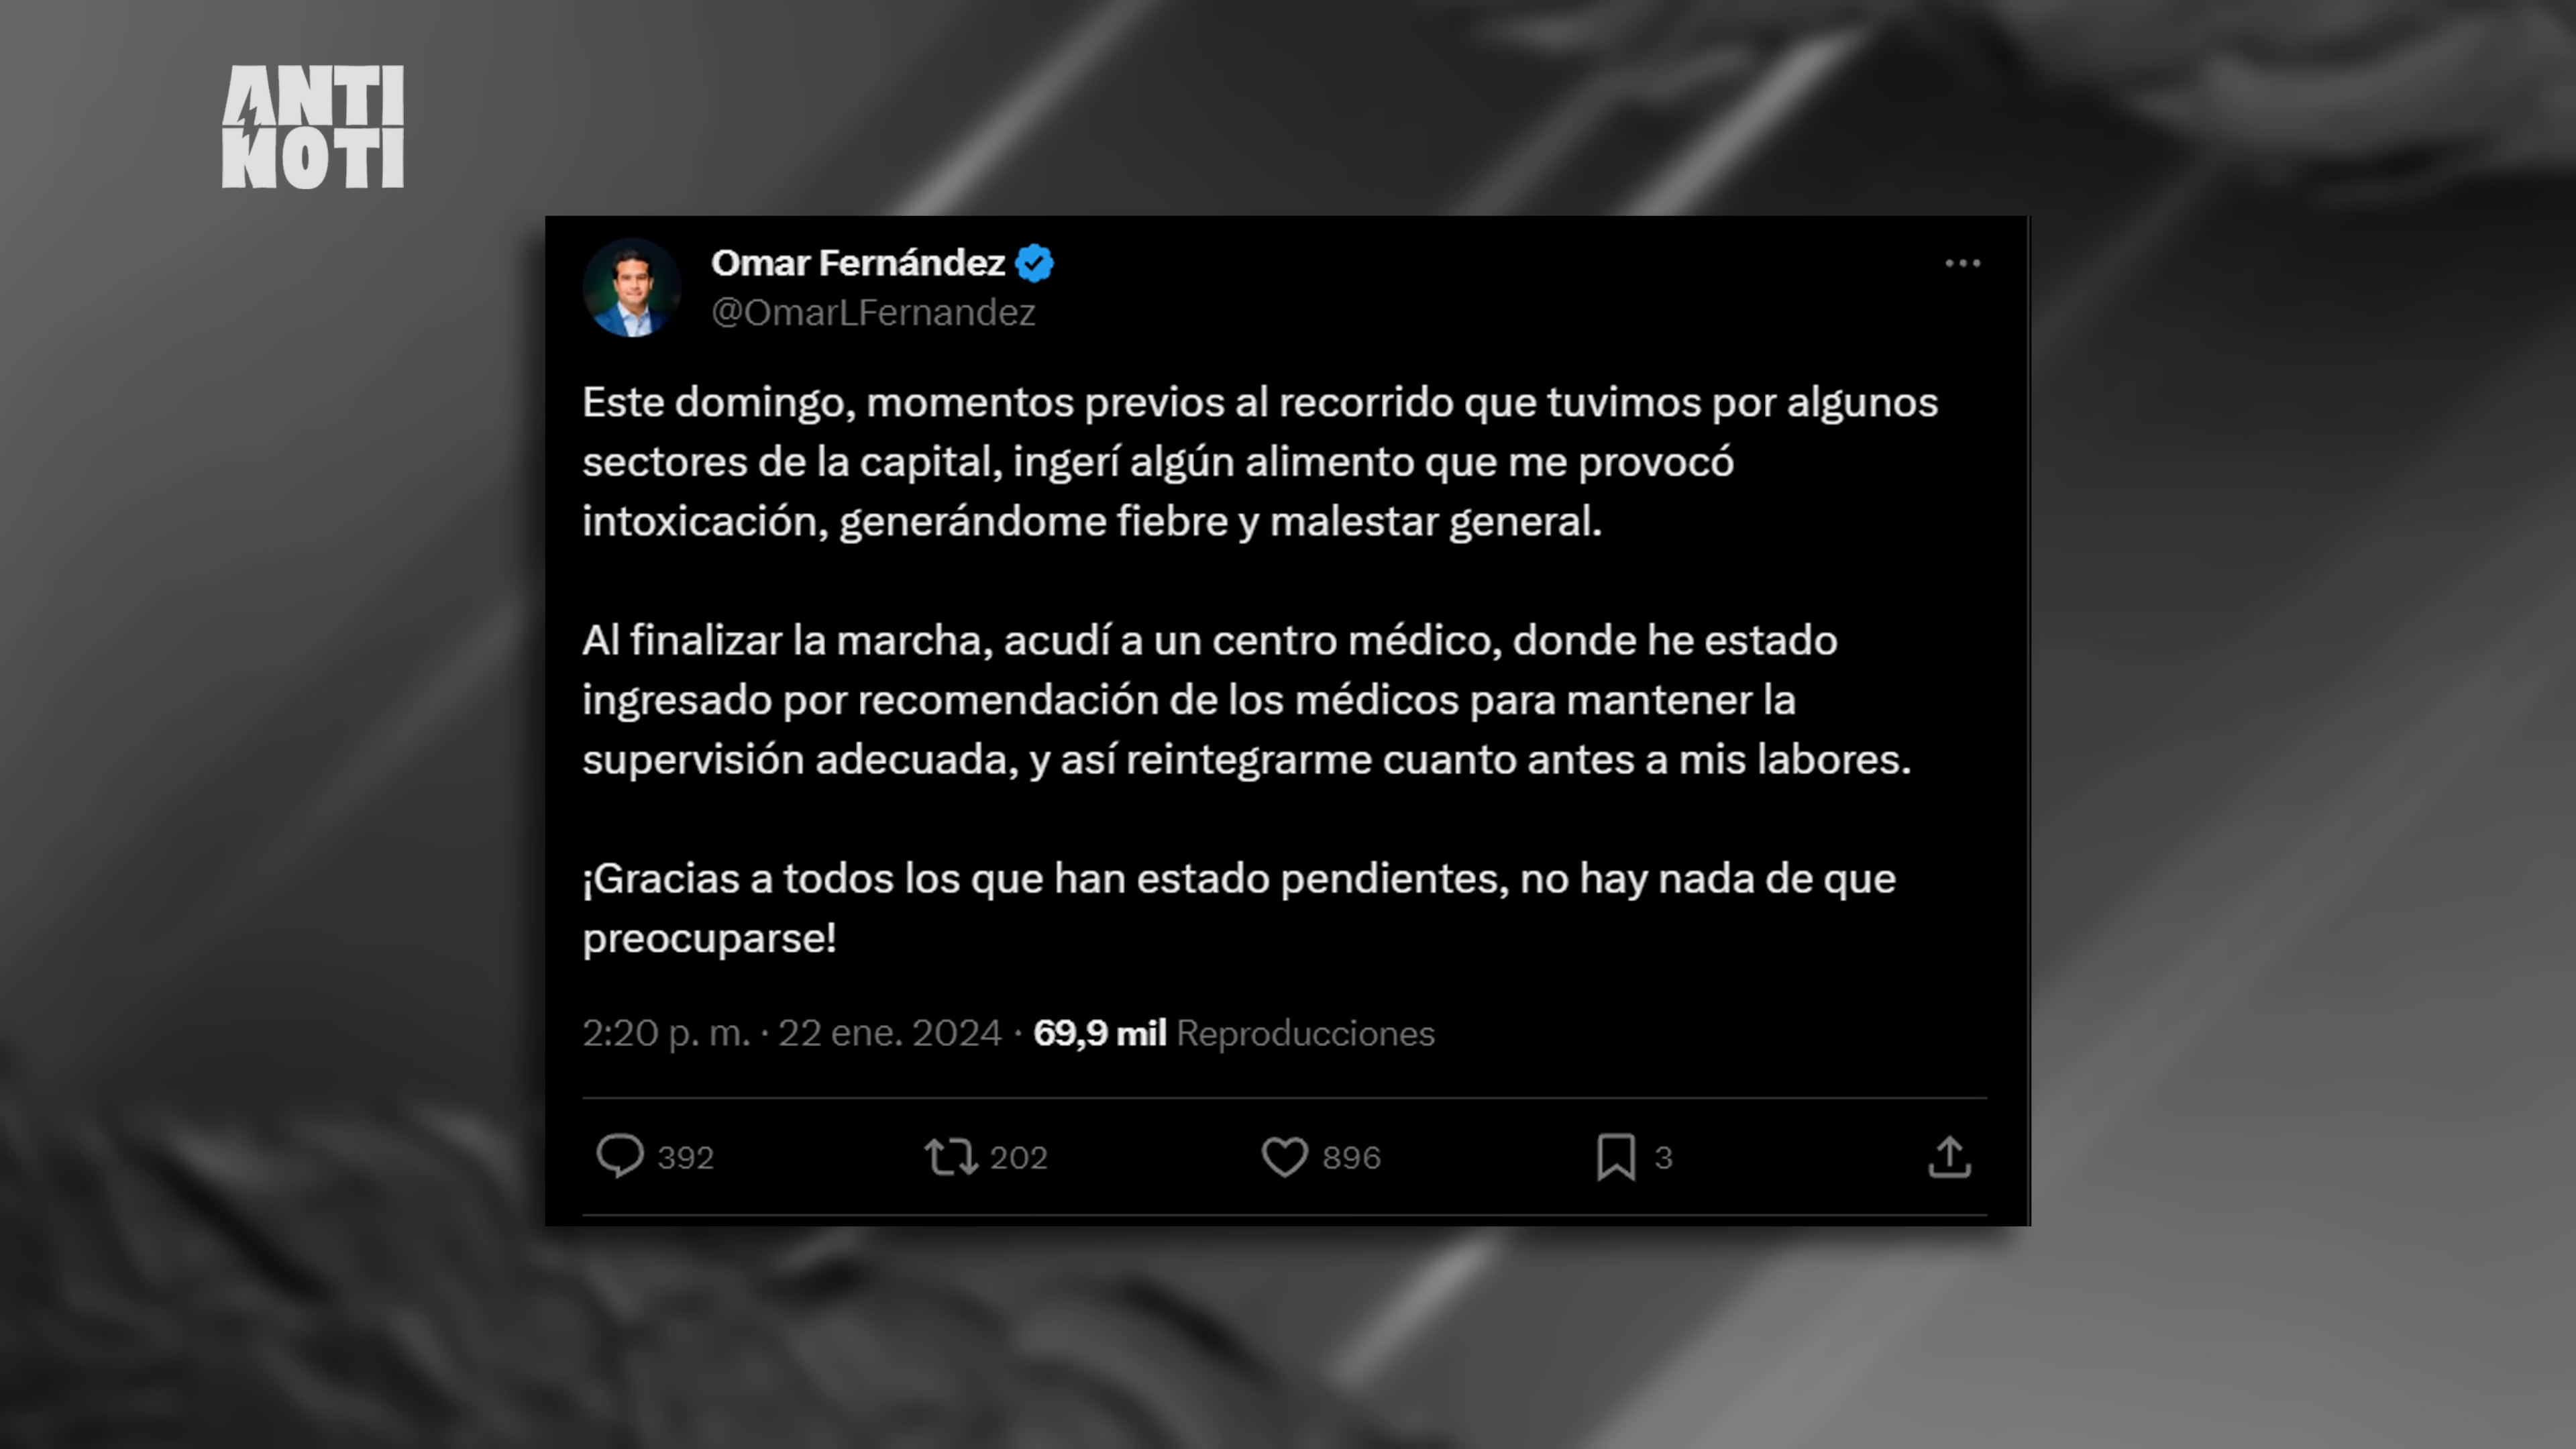 ANTI
NOTI
Omar Fernández
@OmarLFernandez
Este domingo, momentos previos al recorrido que tuvimos por algunos
sectores de la capital, ingerí algún alimento que me provocó
intoxicación, generándome fiebre y malestar general.
Al finalizar la marcha, acudí a un centro médico, donde he estado
ingresado por recomendación de los médicos para mantener la
supervisión adecuada, y así reintegrarme cuanto antes a mis labores.
¡Gracias a todos los que han estado pendientes, no hay nada de que
preocuparse!
2:20 p. m. · 22 ene. 2024 · 69,9 mil Reproducciones
392 202 896 3